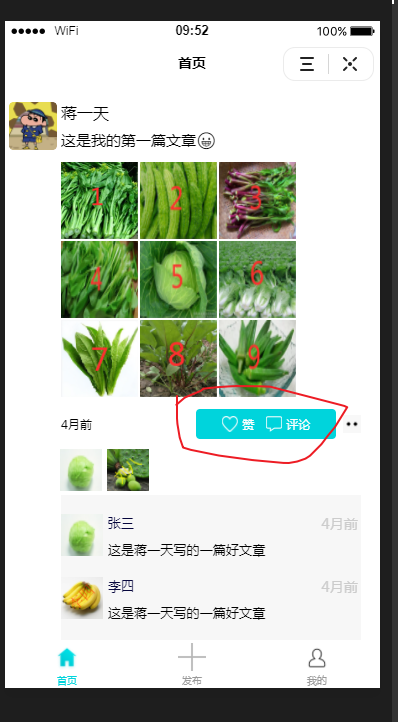 WiFi 09:52 100%
首页
蒋一天
这是我的第一篇文章😀
1 2 3
4 5 6
7 8 9
4月前 赞 评论
张三 4月前
这是蒋一天写的一篇好文章
李四 4月前
这是蒋一天写的一篇好文章
首页 发布 我的